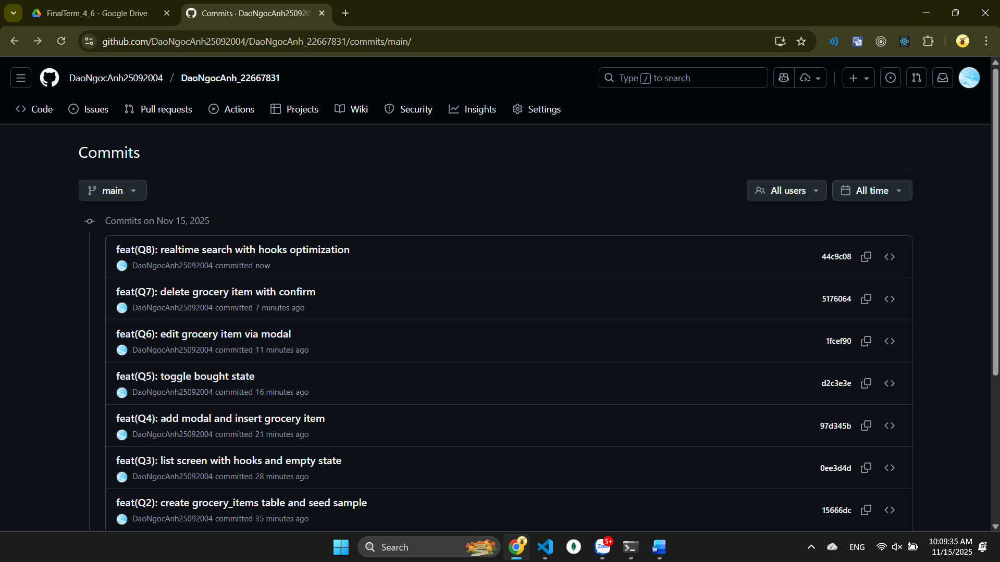 FinalTerm_4_6 - Google Drive
Commits · DaoNgocAnh250920
github.com/DaoNgocAnh25092004/DaoNgocAnh_22667831/commits/main/
DaoNgocAnh25092004 / DaoNgocAnh_22667831
Type / to search
Code
Issues
Pull requests
Actions
Projects
Wiki
Security
Insights
Settings
Commits
main
All users
All time
Commits on Nov 15, 2025
feat(Q8): realtime search with hooks optimization
DaoNgocAnh25092004 committed now
44c9c08
feat(Q7): delete grocery item with confirm
DaoNgocAnh25092004 committed 7 minutes ago
5176064
feat(Q6): edit grocery item via modal
DaoNgocAnh25092004 committed 11 minutes ago
1fcef90
feat(Q5): toggle bought state
DaoNgocAnh25092004 committed 16 minutes ago
d2c3e3e
feat(Q4): add modal and insert grocery item
DaoNgocAnh25092004 committed 21 minutes ago
97d345b
feat(Q3): list screen with hooks and empty state
DaoNgocAnh25092004 committed 28 minutes ago
0ee3d4d
feat(Q2): create grocery_items table and seed sample
DaoNgocAnh25092004 committed 35 minutes ago
15666dc
Search
Zalo
5+
ENG
10:09:35 AM
11/15/2025